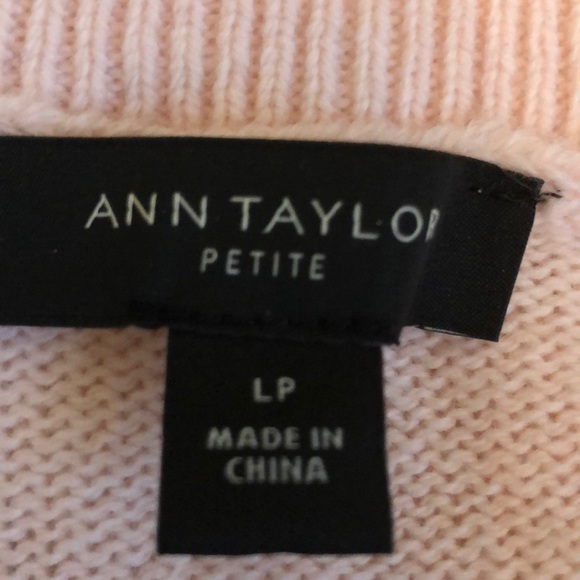 ANN TAYLOR
PETITE
LP
MADE IN
CHINA